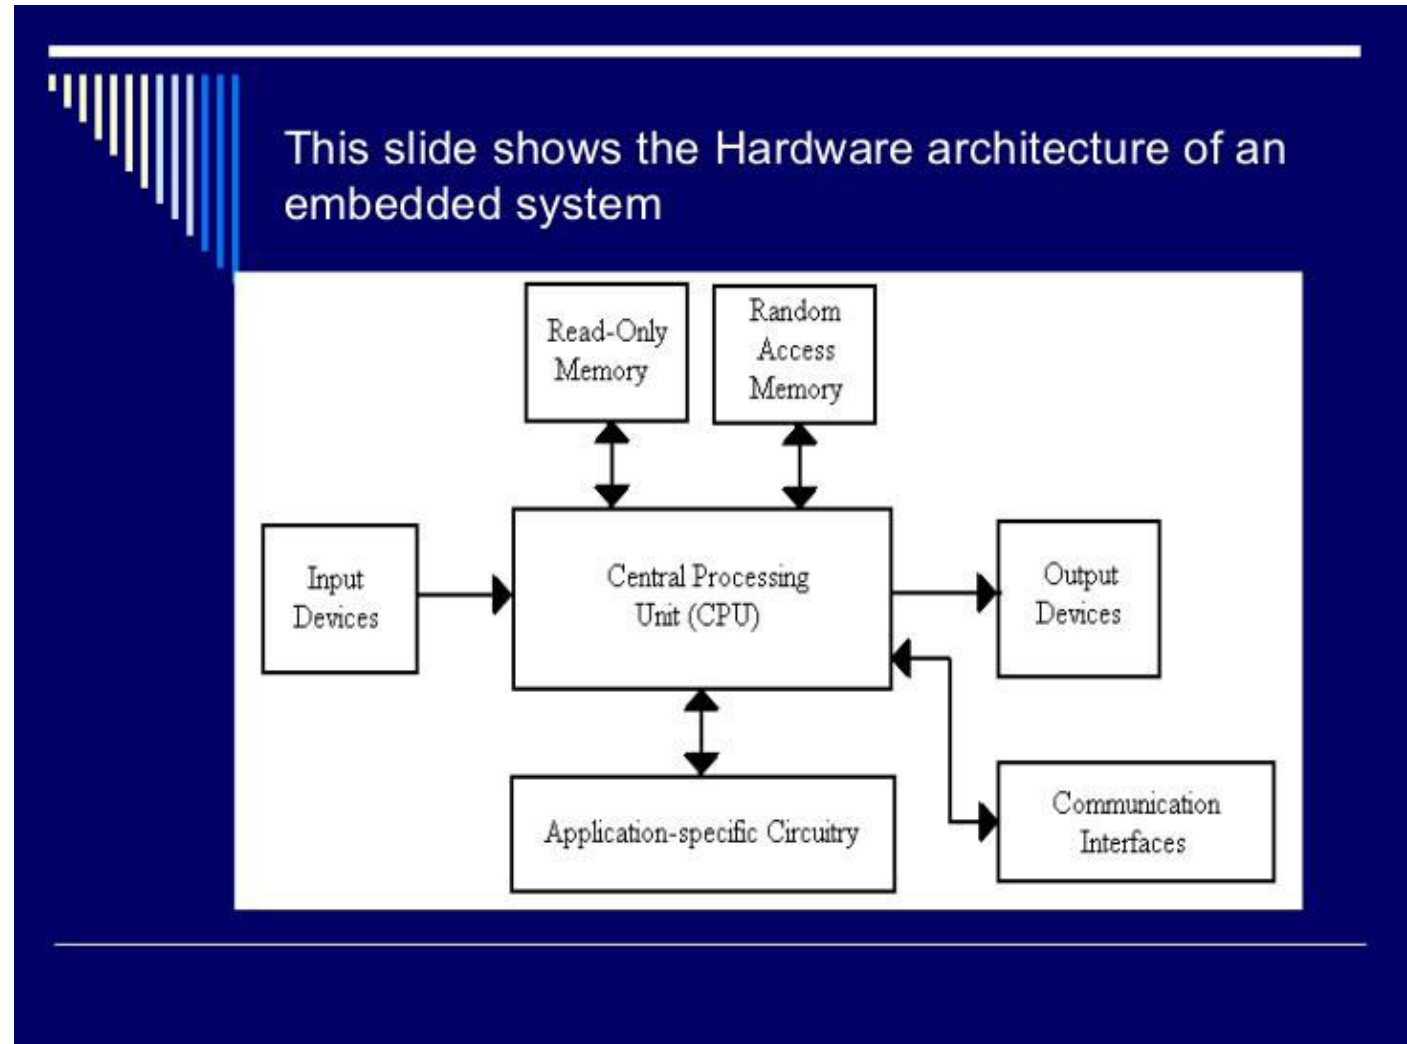 This slide shows the Hardware architecture of an
embedded system
Read-Only
Memory
Random
Access
Memory
Input
Devices
Central Processing
Unit (CPU)
Output
Devices
Application-specific Circuitry
Communication
Interfaces